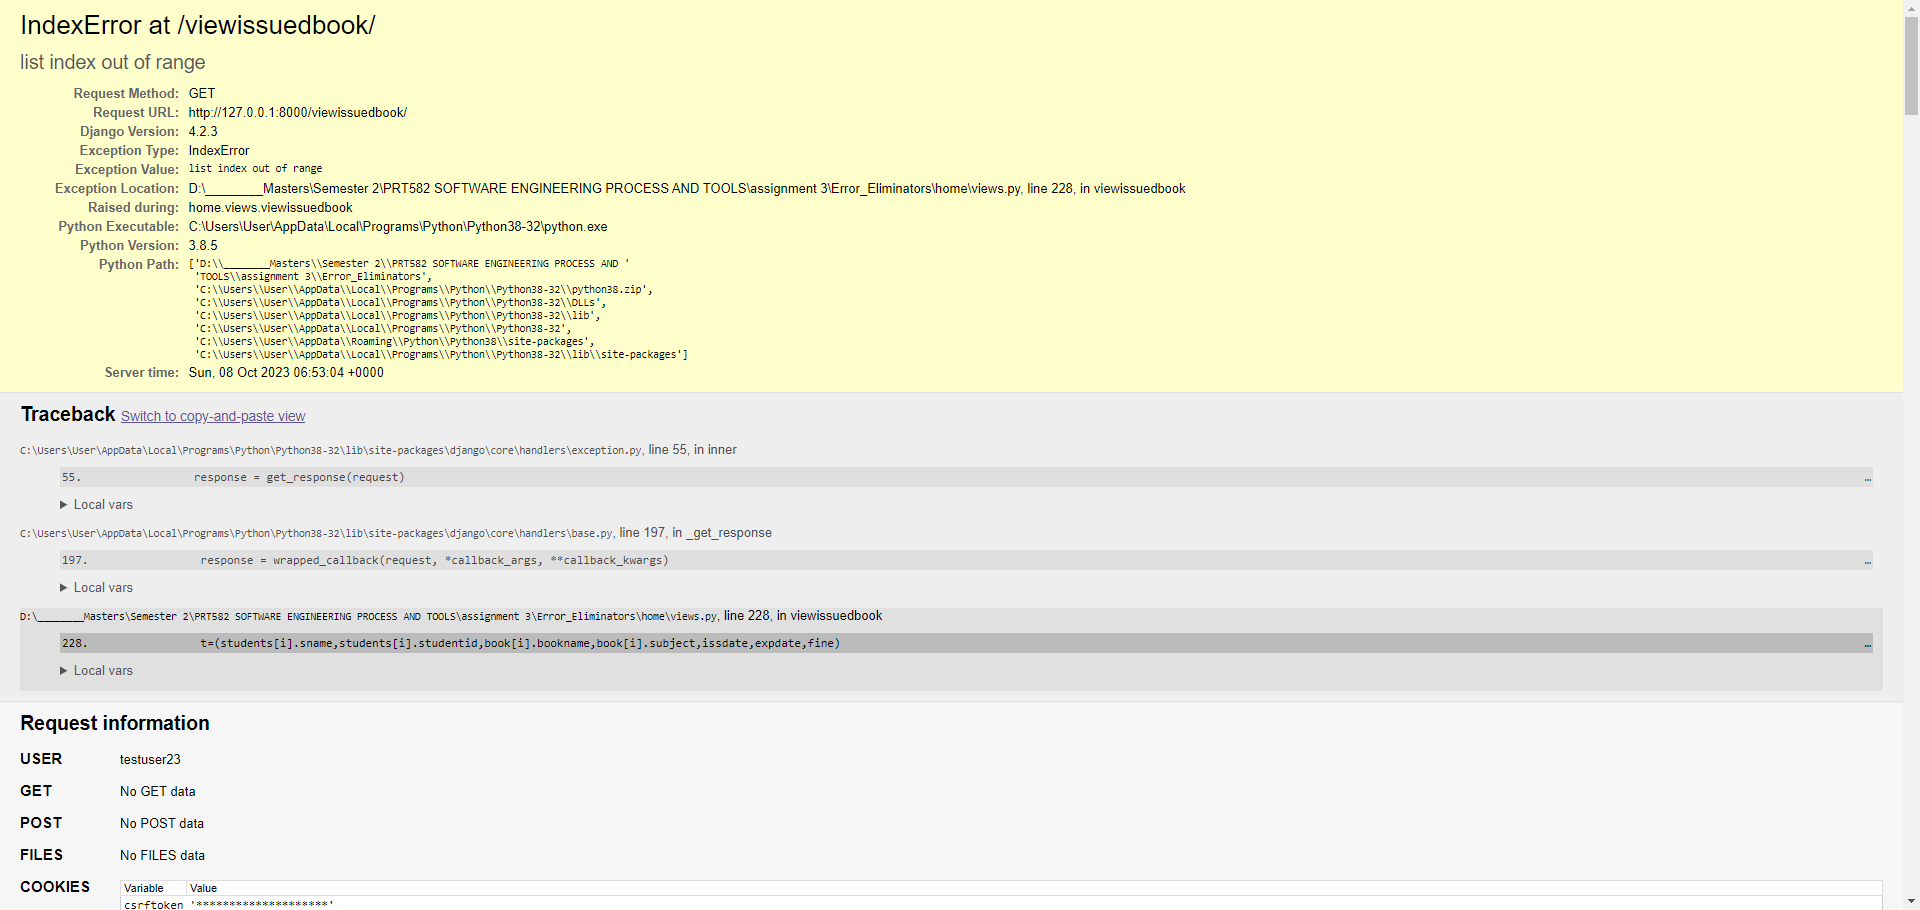 IndexError at /viewissuedbook/
list index out of range
Request Method: GET
Request URL: http://127.0.0.1:8000/viewissuedbook/
Django Version: 4.2.3
Exception Type: IndexError
Exception Value: list index out of range
Exception Location: D:\________Masters\Semester 2\PRT582 SOFTWARE ENGINEERING PROCESS AND TOOLS\assignment 3\Error_Eliminators\home\views.py, line 228, in viewissuedbook
Raised during: home.views.viewissuedbook
Python Executable: C:\Users\User\AppData\Local\Programs\Python\Python38-32\python.exe
Python Version: 3.8.5
Python Path: ['D:\\________Masters\\Semester 2\\PRT582 SOFTWARE ENGINEERING PROCESS AND '
'TOOLS\\assignment 3\\Error_Eliminators',
'C:\\Users\\User\\AppData\\Local\\Programs\\Python\\Python38-32\\python38.zip',
'C:\\Users\\User\\AppData\\Local\\Programs\\Python\\Python38-32\\DLLs',
'C:\\Users\\User\\AppData\\Local\\Programs\\Python\\Python38-32\\lib',
'C:\\Users\\User\\AppData\\Local\\Programs\\Python\\Python38-32',
'C:\\Users\\User\\AppData\\Roaming\\Python\\Python38\\site-packages',
'C:\\Users\\User\\AppData\\Local\\Programs\\Python\\Python38-32\\lib\\site-packages']
Server time: Sun, 08 Oct 2023 06:53:04 +0000
Traceback Switch to copy-and-paste view
C:\Users\User\AppData\Local\Programs\Python\Python38-32\lib\site-packages\django\core\handlers\exception.py, line 55, in inner
55. response = get_response(request) …
▶ Local vars
C:\Users\User\AppData\Local\Programs\Python\Python38-32\lib\site-packages\django\core\handlers\base.py, line 197, in _get_response
197. response = wrapped_callback(request, *callback_args, **callback_kwargs) …
▶ Local vars
D:\________Masters\Semester 2\PRT582 SOFTWARE ENGINEERING PROCESS AND TOOLS\assignment 3\Error_Eliminators\home\views.py, line 228, in viewissuedbook
228. t=(students[i].sname,students[i].studentid,book[i].bookname,book[i].subject,issdate,expdate,fine) …
▶ Local vars
Request information
USER testuser23
GET No GET data
POST No POST data
FILES No FILES data
COOKIES Variable Value
csrftoken '********************'